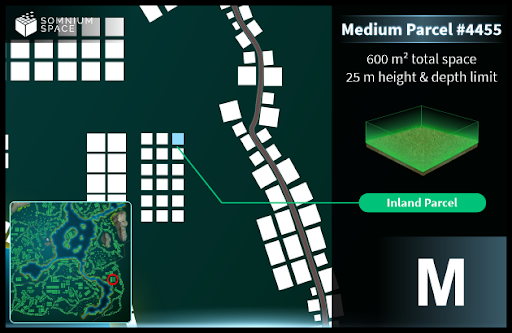 SOMNIUM
SPACE
Medium Parcel #4455
600 m² total space
25 m height & depth limit
Inland Parcel
M